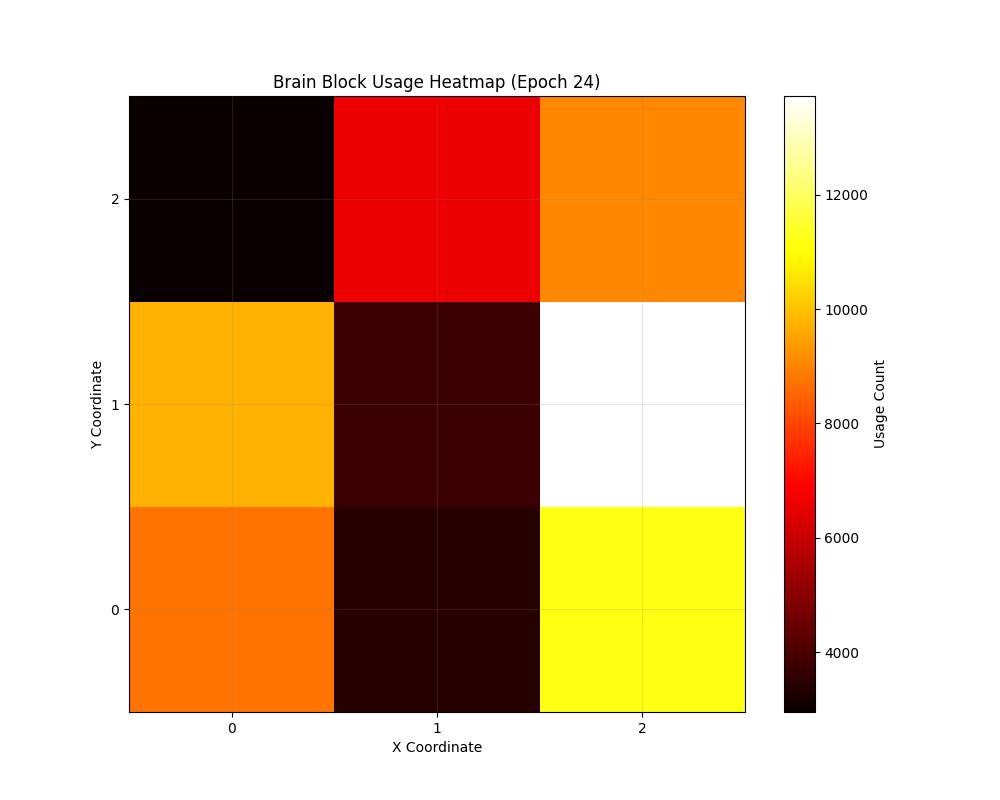 Brain Block Usage Heatmap (Epoch 24)
2
1
0
Y Coordinate
0 1 2
X Coordinate
12000
10000
8000
6000
4000
Usage Count